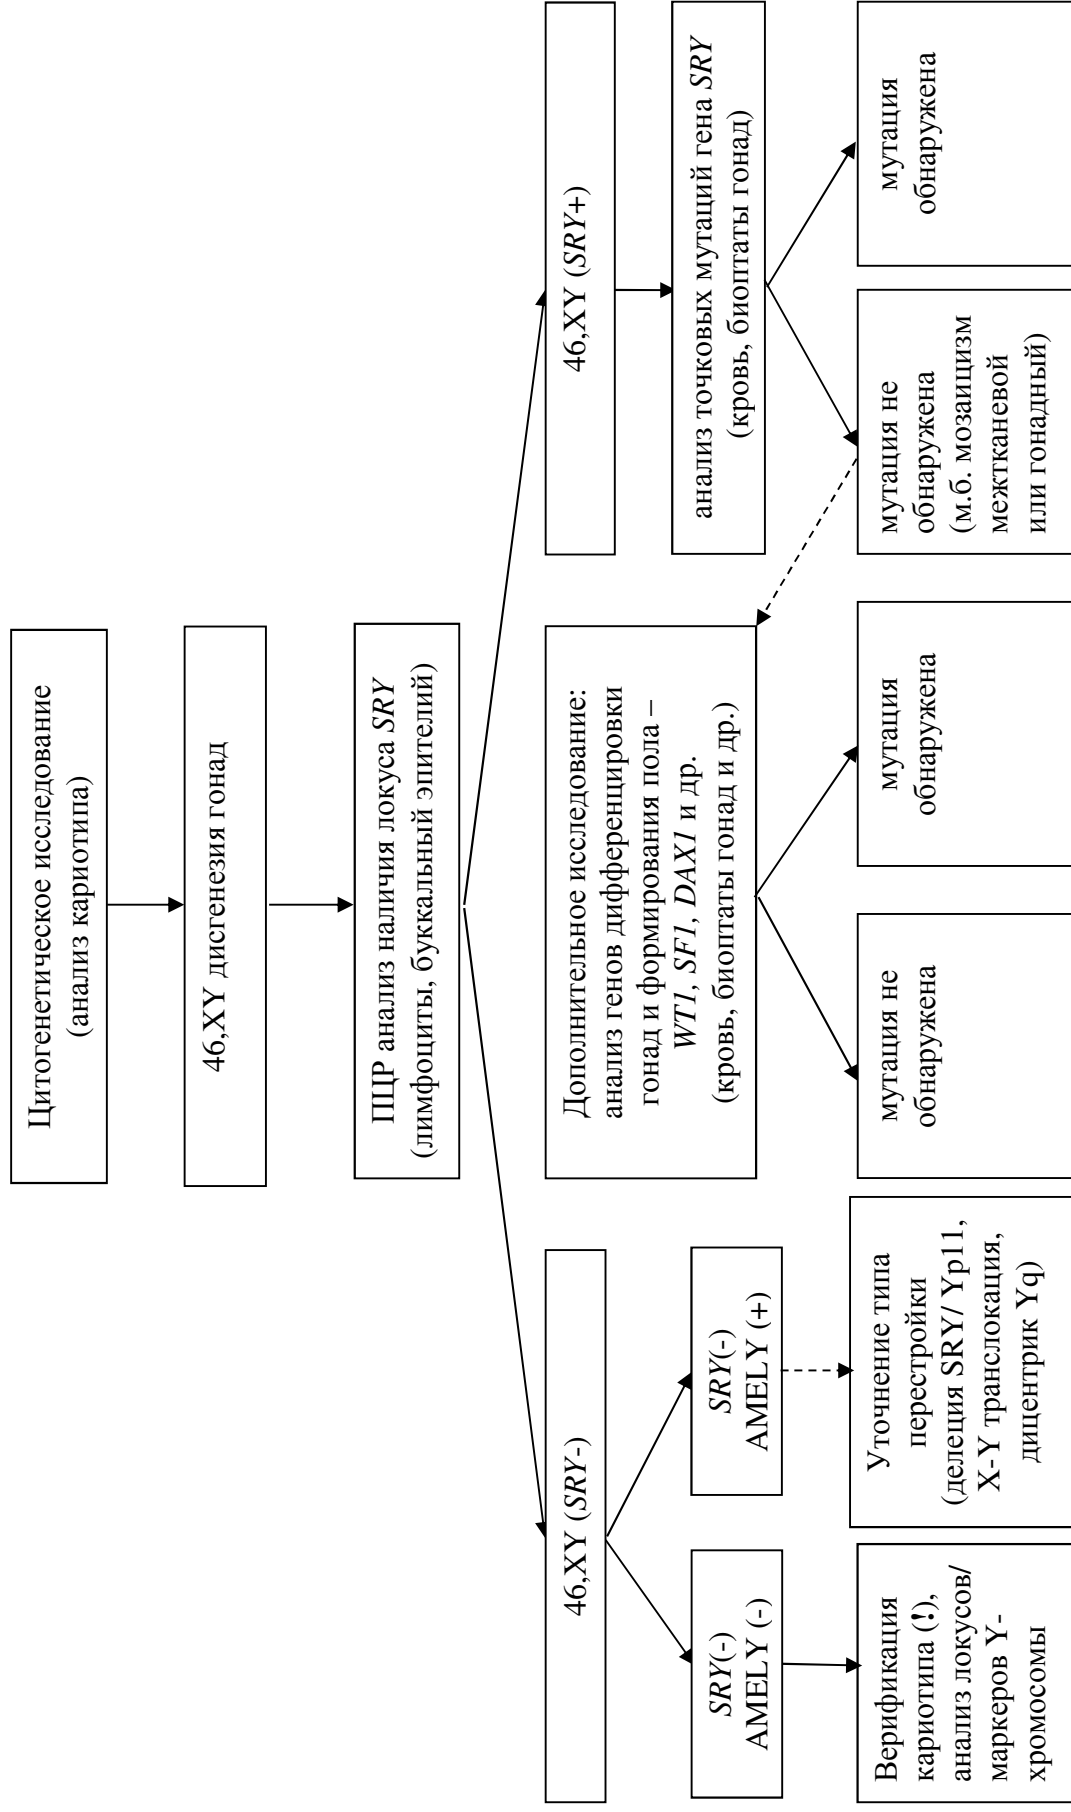 Цитогенетическое исследование
(анализ кариотипа)
46,XY дисгенезия гонад
ПЦР анализ наличия локуса SRY
(лимфоциты, буккальный эпителий)
46,XY (SRY-)
46,XY (SRY+)
SRY(-)
AMELY (-)
SRY(-)
AMELY (+)
Дополнительное исследование:
анализ генов дифференцировки
гонад и формирования пола –
WT1, SF1, DAX1 и др.
(кровь, биоптаты гонад и др.)
анализ точковых мутаций гена SRY
(кровь, биоптаты гонад)
Верификация
кариотипа (!),
анализ локусов/
маркеров Y-
хромосомы
Уточнение типа
перестройки
(делеция SRY/ Yp11,
X-Y транслокация,
дицентрик Yq)
мутация не
обнаружена
мутация
обнаружена
мутация не
обнаружена
(м.б. мозаицизм
межтканевой
или гонадный)
мутация
обнаружена